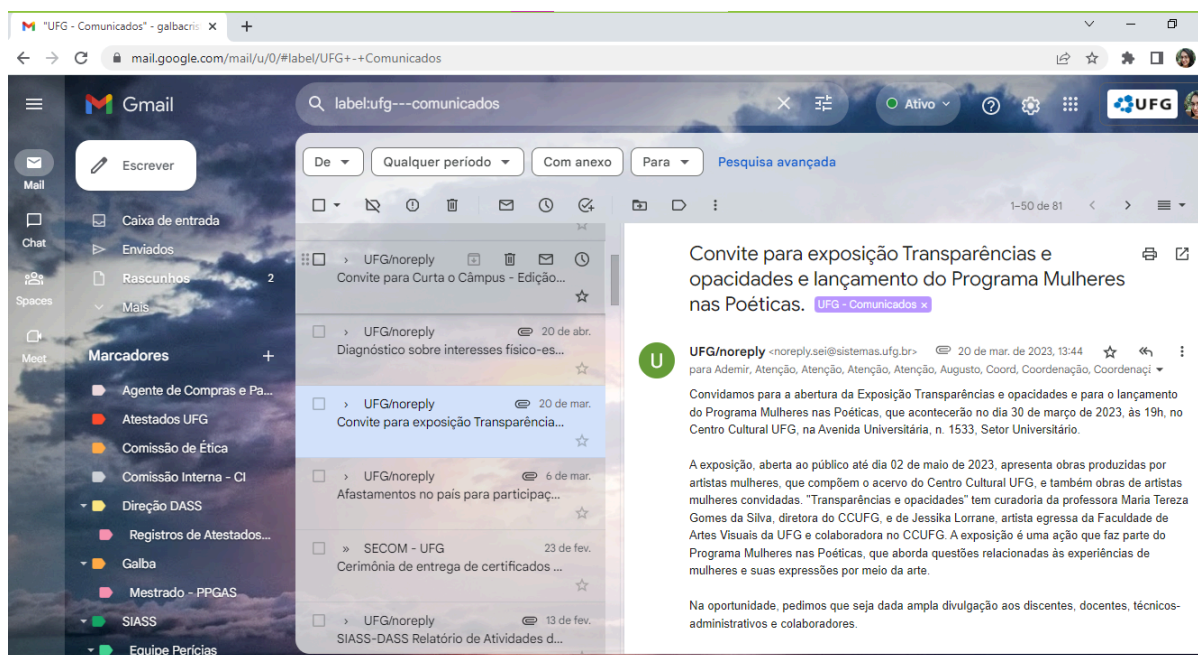 "UFG - Comunicados" - galbacris
mail.google.com/mail/u/0/#label/UFG+-+Comunicados
Gmail
label:ufg---comunicados
Ativo
UFG
Mail
Chat
Spaces
Meet
Escrever
Caixa de entrada
Enviados
Rascunhos 2
Mais
Marcadores +
Agente de Compras e Pa...
Atestados UFG
Comissão de Ética
Comissão Interna - CI
Direção DASS
Registros de Atestados...
Galba
Mestrado - PPGAS
SIASS
Equipe Perícias
De
Qualquer período
Com anexo
Para
Pesquisa avançada
1–50 de 81
UFG/noreply
Convite para Curta o Câmpus - Edição...
UFG/noreply 20 de abr.
Diagnóstico sobre interesses físico-es...
UFG/noreply 20 de mar.
Convite para exposição Transparência...
UFG/noreply 6 de mar.
Afastamentos no país para participaç...
SECOM - UFG 23 de fev.
Cerimônia de entrega de certificados ...
UFG/noreply 13 de fev.
SIASS-DASS Relatório de Atividades d...
Convite para exposição Transparências e
opacidades e lançamento do Programa Mulheres
nas Poéticas. UFG - Comunicados x
U
UFG/noreply <noreply.sei@sistemas.ufg.br> 20 de mar. de 2023, 13:44
para Ademir, Atenção, Atenção, Atenção, Atenção, Augusto, Coord, Coordenação, Coordenaçã
Convidamos para a abertura da Exposição Transparências e opacidades e para o lançamento
do Programa Mulheres nas Poéticas, que acontecerão no dia 30 de março de 2023, às 19h, no
Centro Cultural UFG, na Avenida Universitária, n. 1533, Setor Universitário.
A exposição, aberta ao público até dia 02 de maio de 2023, apresenta obras produzidas por
artistas mulheres, que compõem o acervo do Centro Cultural UFG, e também obras de artistas
mulheres convidadas. "Transparências e opacidades" tem curadoria da professora Maria Tereza
Gomes da Silva, diretora do CCUFG, e de Jessika Lorrane, artista egressa da Faculdade de
Artes Visuais da UFG e colaboradora no CCUFG. A exposição é uma ação que faz parte do
Programa Mulheres nas Poéticas, que aborda questões relacionadas às experiências de
mulheres e suas expressões por meio da arte.
Na oportunidade, pedimos que seja dada ampla divulgação aos discentes, docentes, técnicos-
administrativos e colaboradores.